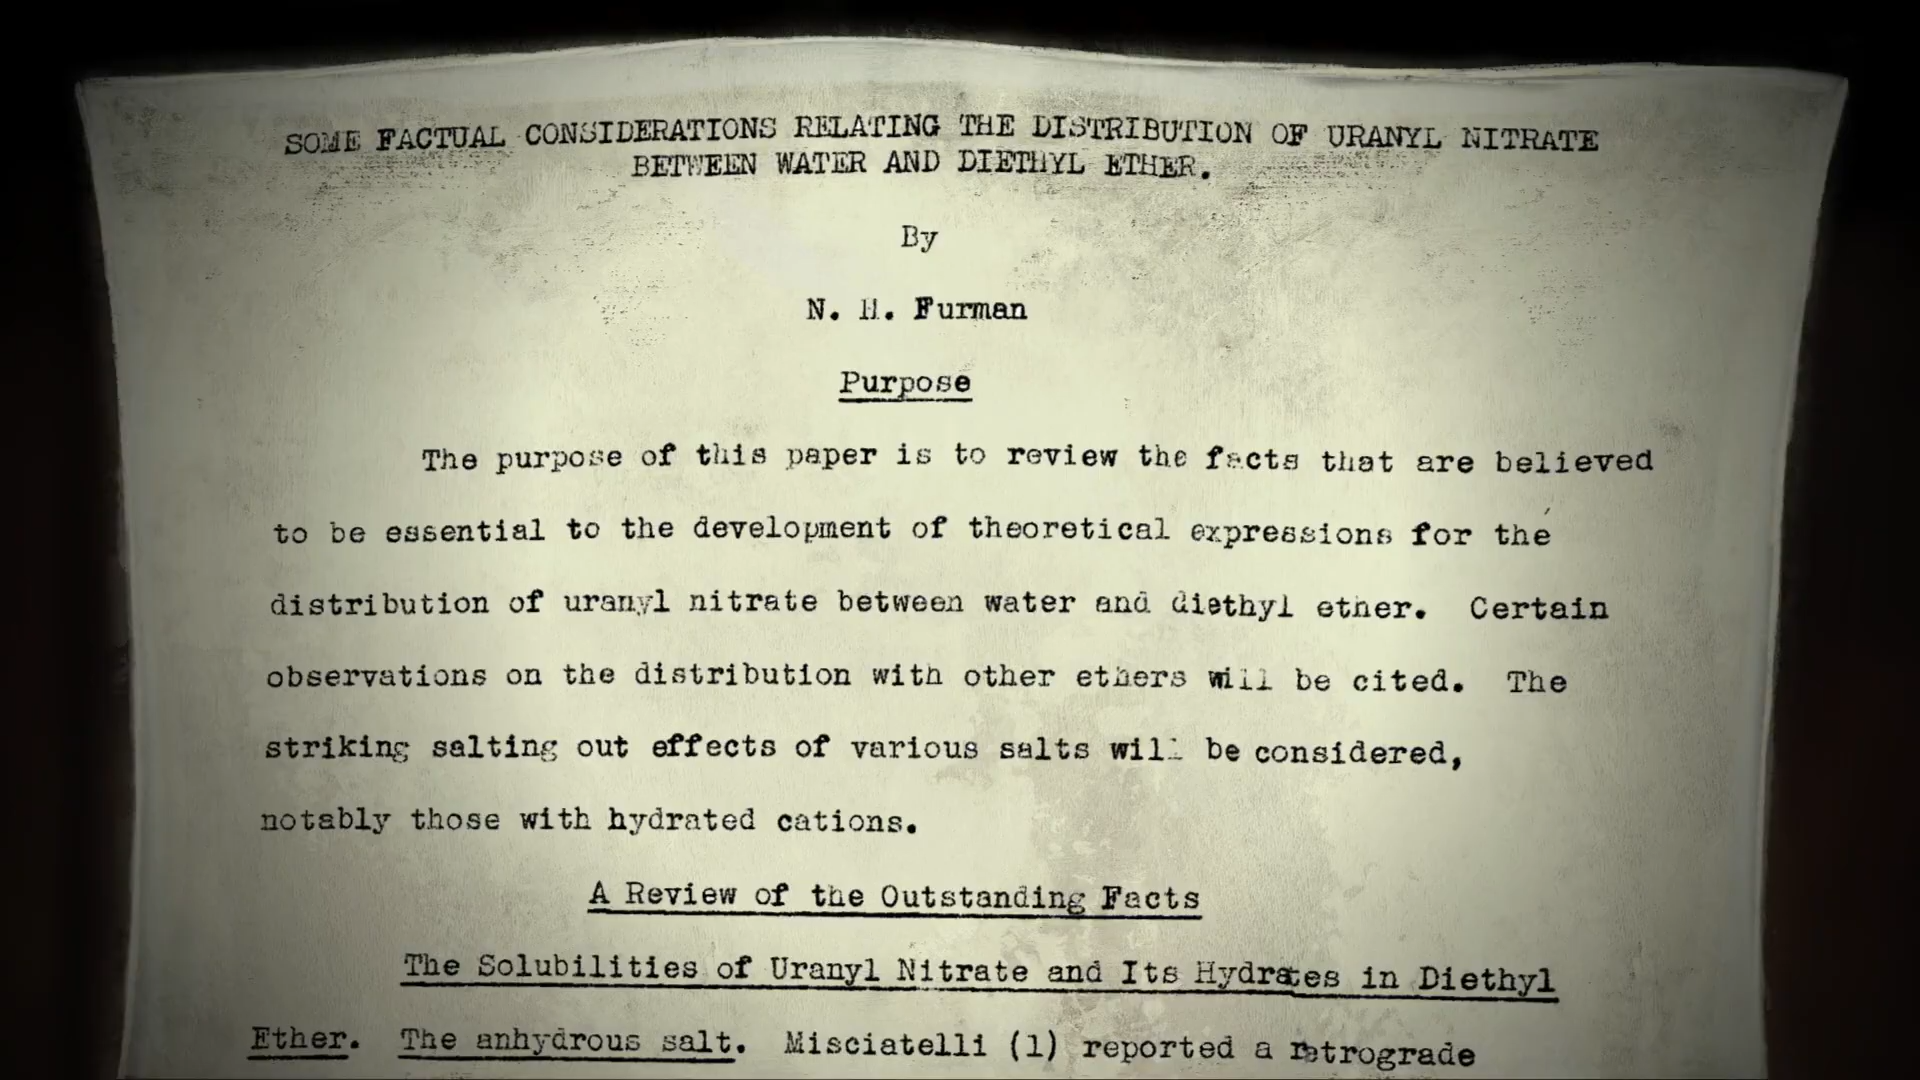 SOME FACTUAL CONSIDERATIONS RELATING THE DISTRIBUTION OF URANYL NITRATE
BETWEEN WATER AND DIETHYL ETHER.
By
N. H. Furman
Purpose
The purpose of this paper is to review the facts that are believed
to be essential to the development of theoretical expressions for the
distribution of uranyl nitrate between water and diethyl ether. Certain
observations on the distribution with other ethers will be cited. The
striking salting out effects of various salts will be considered,
notably those with hydrated cations.
A Review of the Outstanding Facts
The Solubilities of Uranyl Nitrate and Its Hydrates in Diethyl
Ether. The anhydrous salt. Misciatelli (1) reported a retrograde